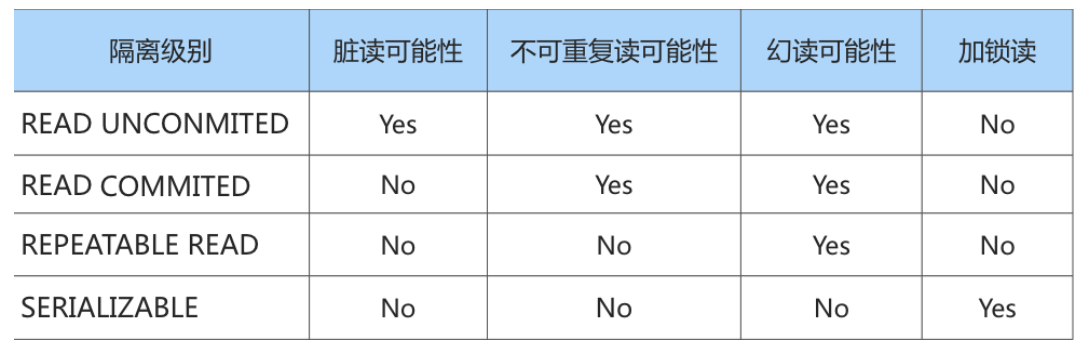 隔离级别 脏读可能性 不可重复读可能性 幻读可能性 加锁读
READ UNCONMITED Yes Yes Yes No
READ COMMITED No Yes Yes No
REPEATABLE READ No No Yes No
SERIALIZABLE No No No Yes